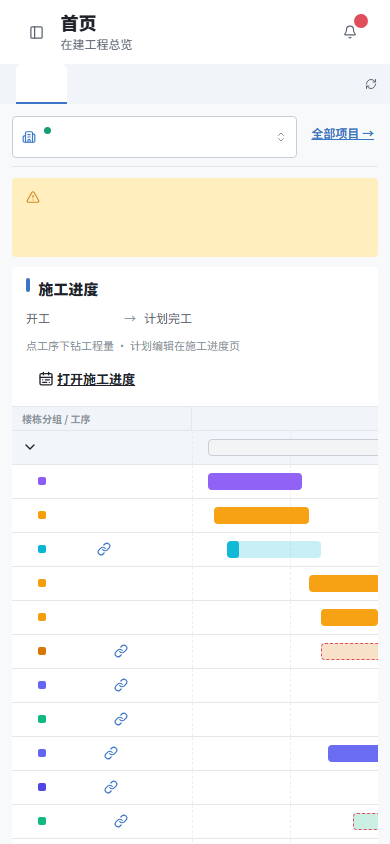 首页
在建工程总览
全部项目 →
施工进度
开工 → 计划完工
点工序下钻工程量 · 计划编辑在施工进度页
打开施工进度
楼栋分组 / 工序